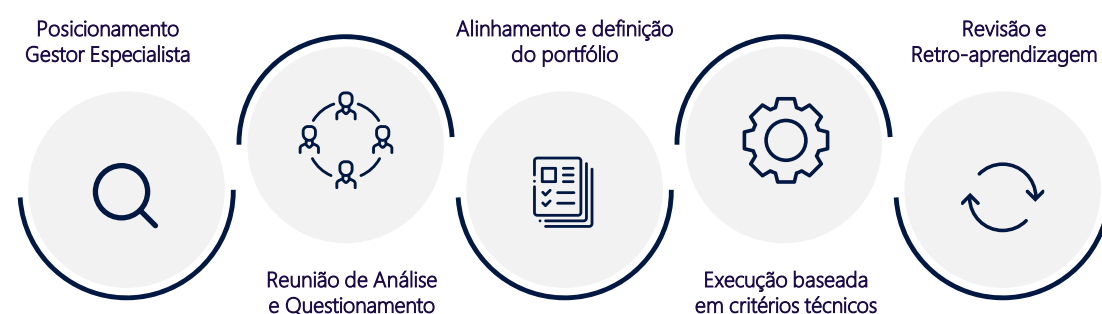 Posicionamento
Gestor Especialista
Reunião de Análise
e Questionamento
Alinhamento e definição
do portfólio
Execução baseada
em critérios técnicos
Revisão e
Retro-aprendizagem